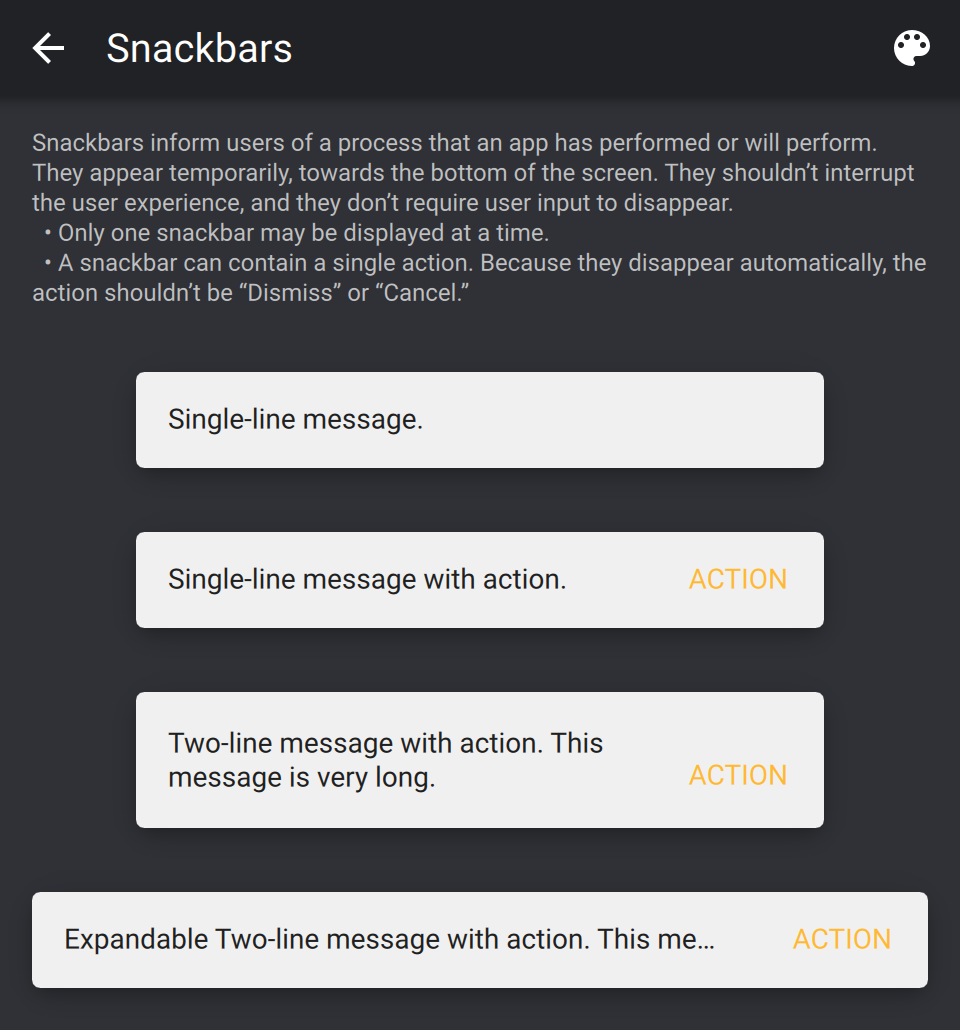 Snackbars
Snackbars inform users of a process that an app has performed or will perform.
They appear temporarily, towards the bottom of the screen. They shouldn’t interrupt
the user experience, and they don’t require user input to disappear.
• Only one snackbar may be displayed at a time.
• A snackbar can contain a single action. Because they disappear automatically, the
action shouldn’t be “Dismiss” or “Cancel.”
Single-line message.
Single-line message with action. ACTION
Two-line message with action. This
message is very long. ACTION
Expandable Two-line message with action. This me… ACTION